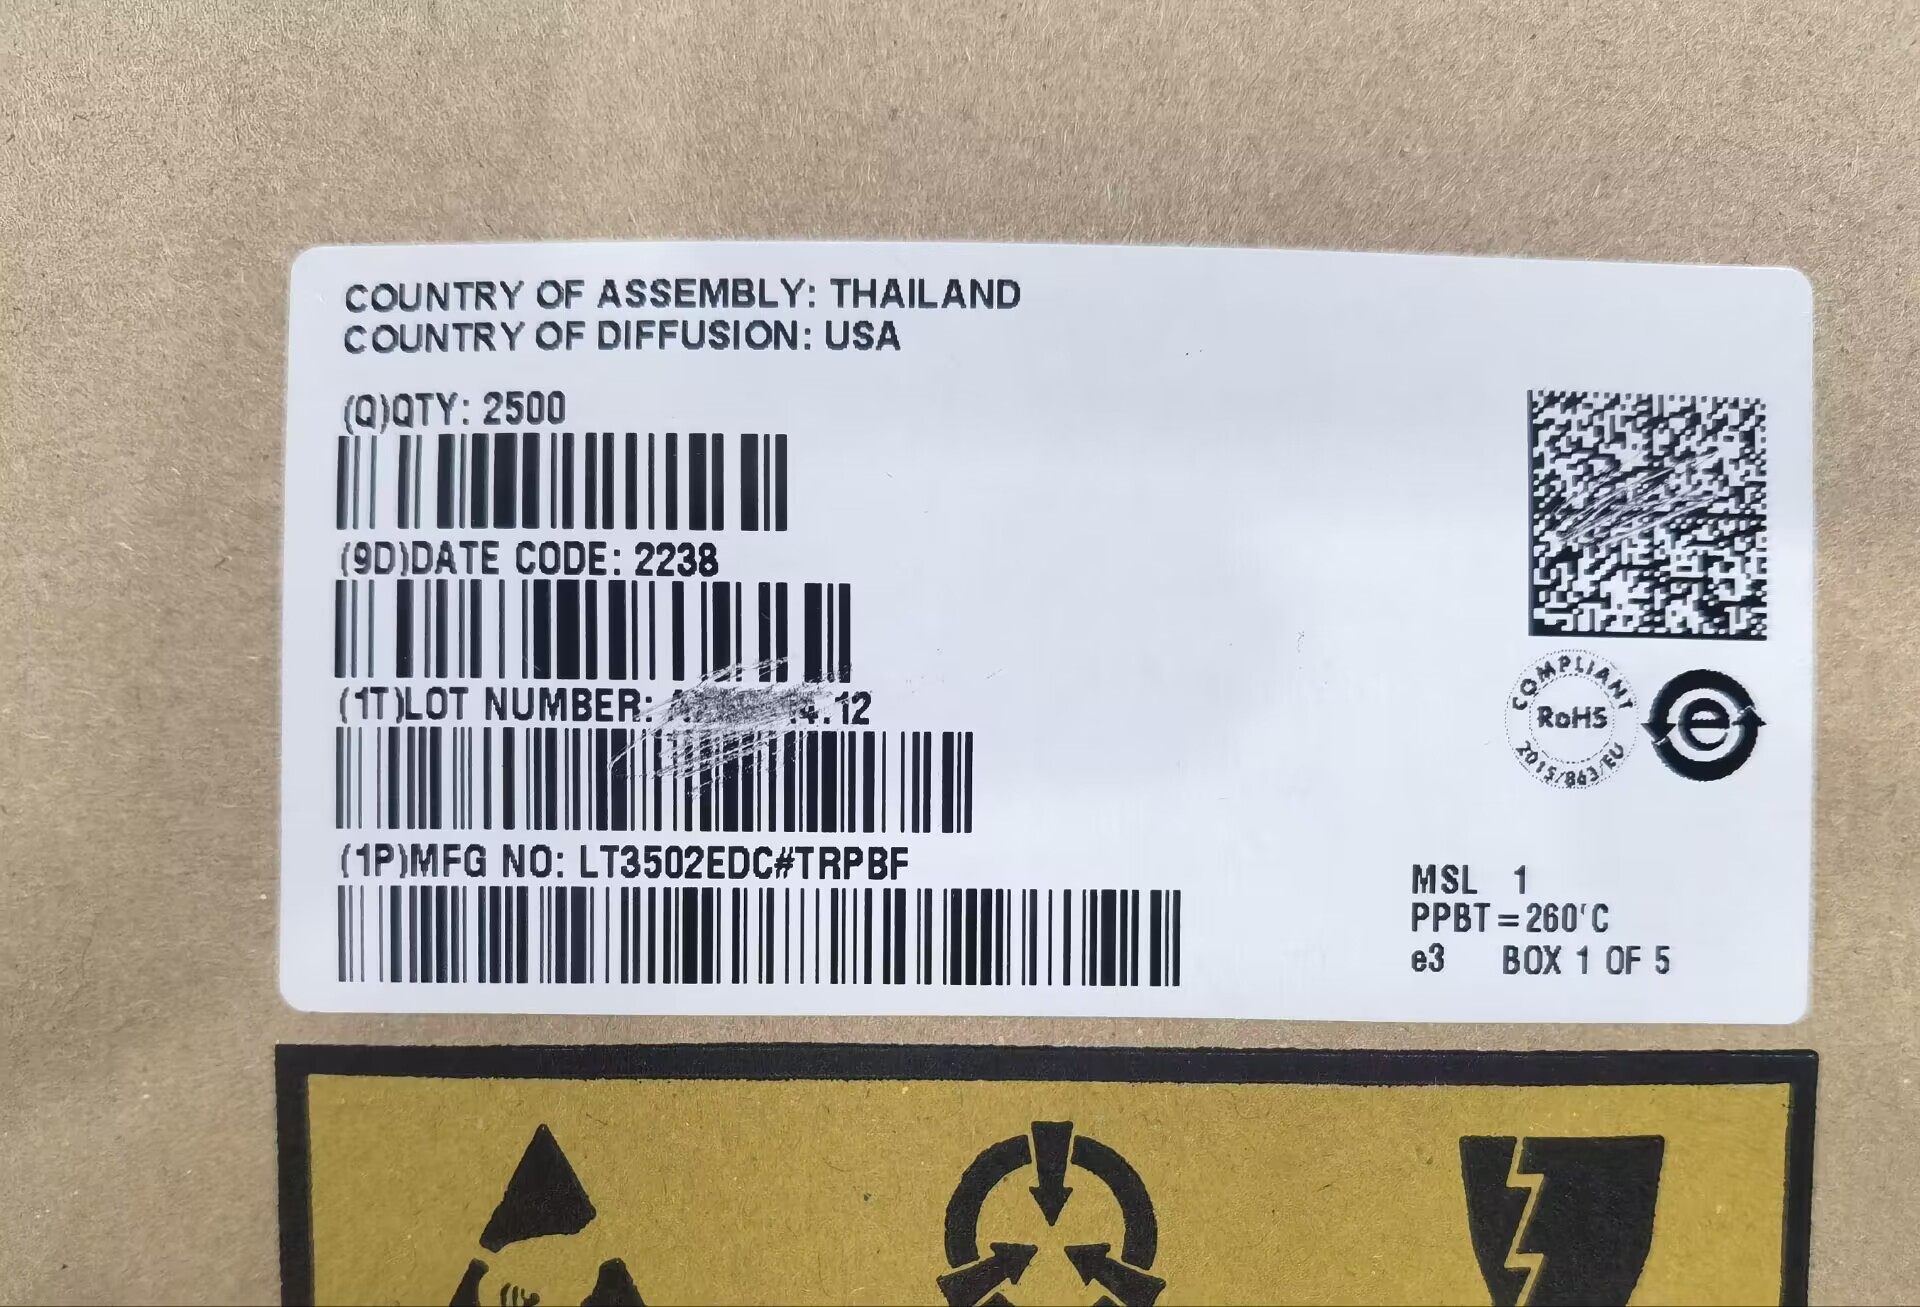 COUNTRY OF ASSEMBLY: THAILAND
COUNTRY OF DIFFUSION: USA
(Q)QTY: 2500
(9D)DATE CODE: 2238
(1T)LOT NUMBER:
(1P)MFG NO: LT3502EDC#TRPBF
COMPLIANT
RoHS
2015/863/EU
e
MSL 1
PPBT=260'C
e3 BOX 1 OF 5